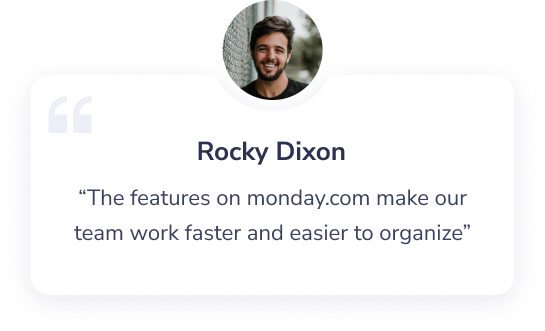 Rocky Dixon
“The features on monday.com make our
team work faster and easier to organize”